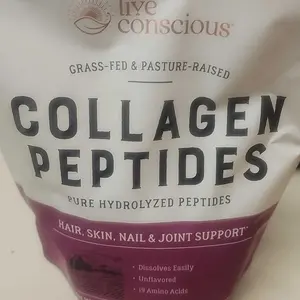 live
conscious™
GRASS-FED & PASTURE-RAISED
COLLAGEN
PEPTIDES
PURE HYDROLYZED PEPTIDES
HAIR, SKIN, NAIL & JOINT SUPPORT*
• Dissolves Easily
• Unflavored
• 19 Amino Acids